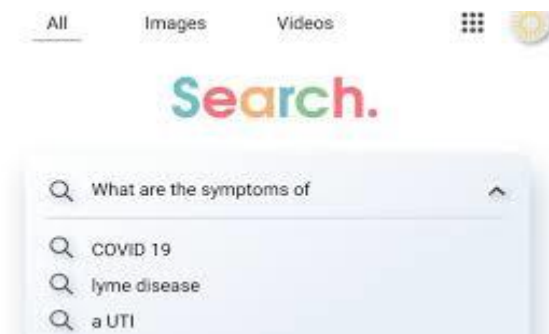 All Images Videos
Search.
What are the symptoms of
COVID 19
lyme disease
a UTI